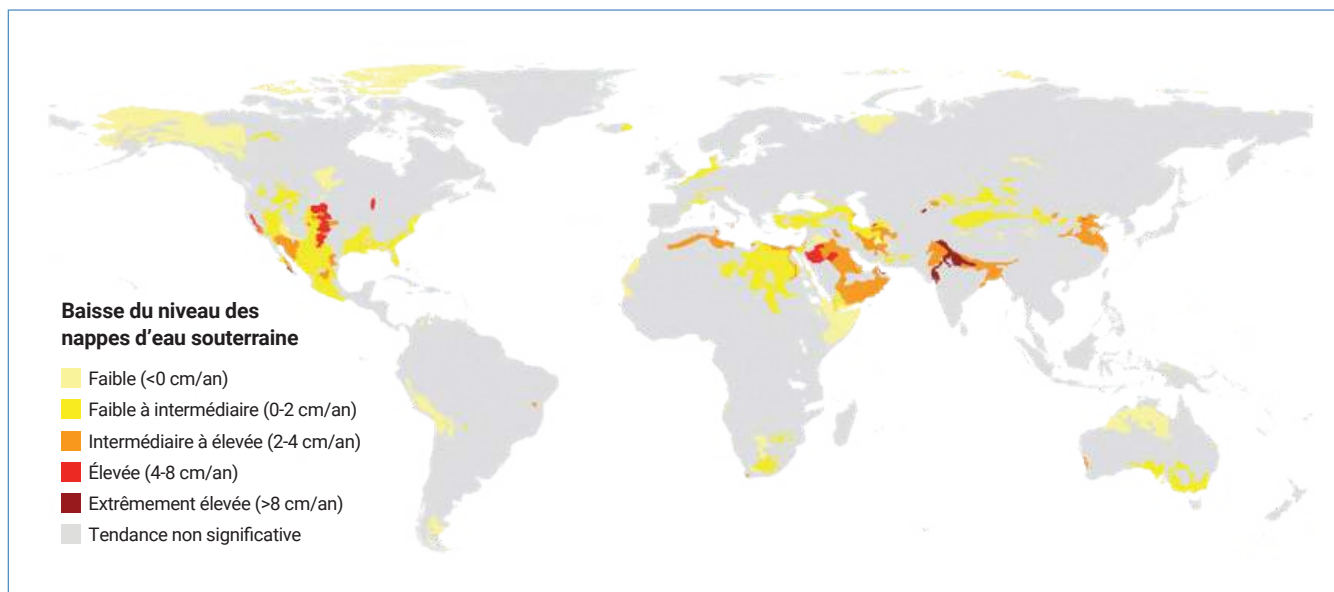 Baisse du niveau des
nappes d'eau souterraine
Faible (<0 cm/an)
Faible à intermédiaire (0-2 cm/an)
Intermédiaire à élevée (2-4 cm/an)
Élevée (4-8 cm/an)
Extrêmement élevée (>8 cm/an)
Tendance non significative